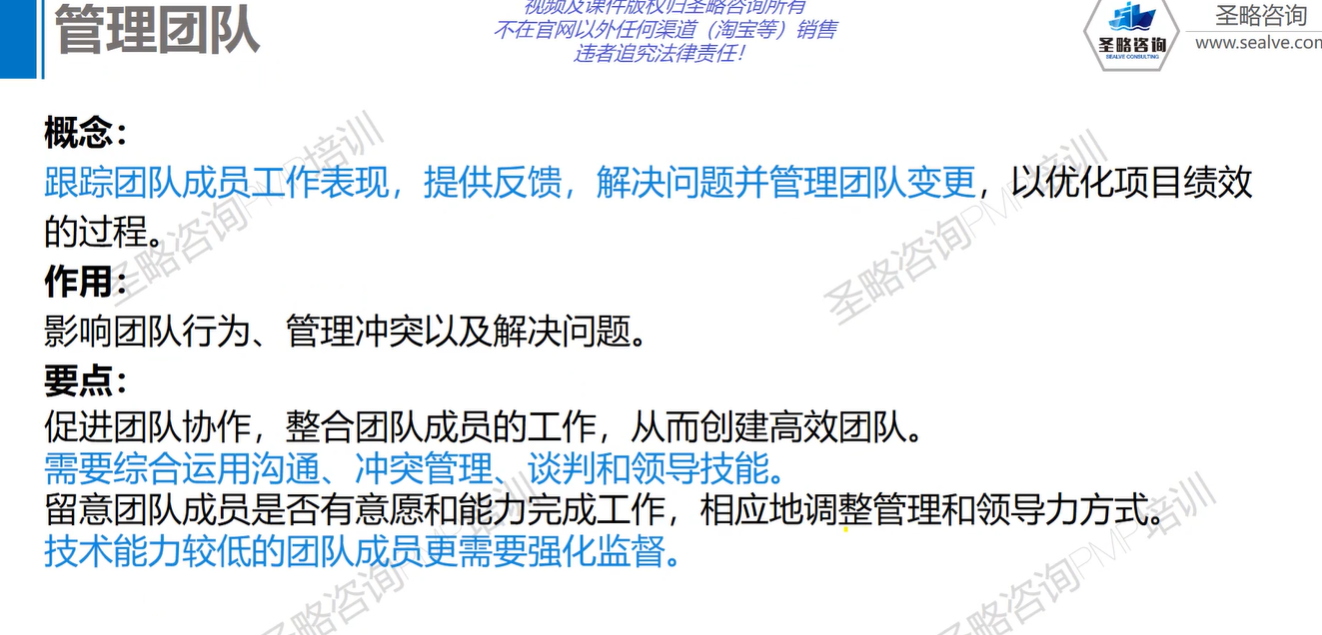 管理团队
视频及课件版权归圣略咨询所有
不在官网以外任何渠道（淘宝等）销售
违者追究法律责任！
圣略咨询
SEALVE CONSULTING
圣略咨询
www.sealve.com
概念：
跟踪团队成员工作表现，提供反馈，解决问题并管理团队变更，以优化项目绩效
的过程。
作用：
影响团队行为、管理冲突以及解决问题。
要点：
促进团队协作，整合团队成员的工作，从而创建高效团队。
需要综合运用沟通、冲突管理、谈判和领导技能。
留意团队成员是否有意愿和能力完成工作，相应地调整管理和领导力方式。
技术能力较低的团队成员更需要强化监督。
圣略咨询PMP培训
圣略咨询PMP培训
圣略咨询PMP培训
圣略咨询PMP培训